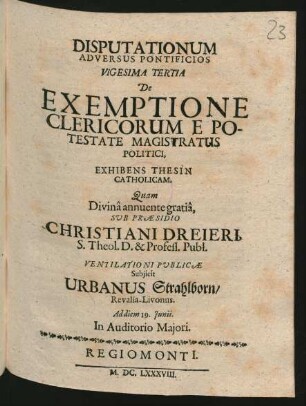 23
DISPUTATIONUM
ADVERSUS PONTIFICIOS
VIGESIMA TERTIA
De
EXEMPTIONE
CLERICORUM E PO-
TESTATE MAGISTRATUS
POLITICI,
EXHIBENS THESIN
CATHOLICAM.
Quam
Divinâ annuente gratiâ,
SUB PRÆSIDIO
CHRISTIANI DREIERI,
S. Theol. D. & Profess. Publ.
VENTILATIONI PUBLICÆ
Subjicit
URBANUS Strahlborn/
Revalia-Livonus.
Ad diem 19. Junii.
In Auditorio Majori.
REGIOMONTI.
M. DC. LXXXVIII.